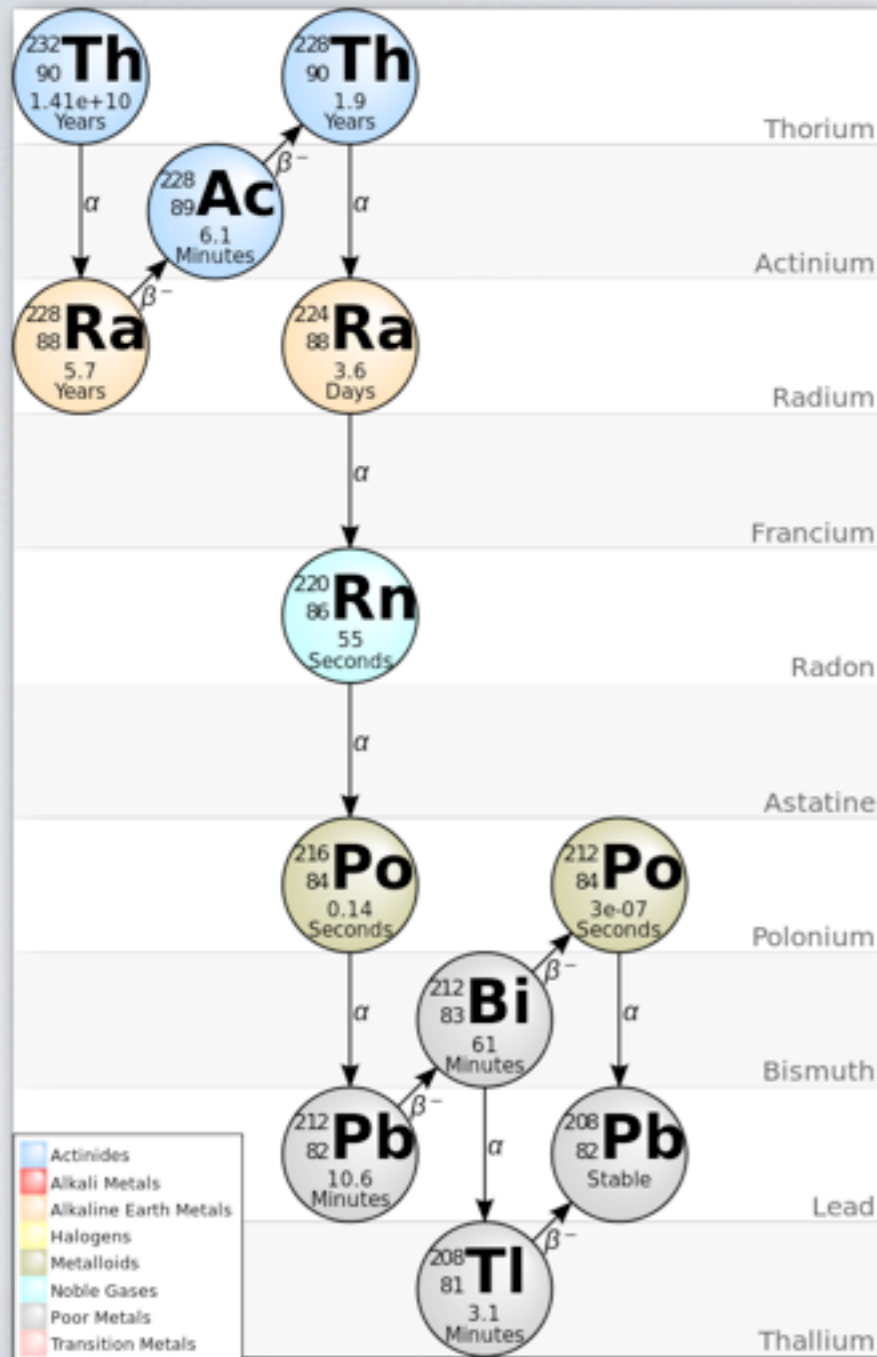 232
90 Th
1.41e+10
Years
228
90 Th
1.9
Years
Thorium
α
β⁻
α
228
89 Ac
6.1
Minutes
Actinium
β⁻
228
88 Ra
5.7
Years
224
88 Ra
3.6
Days
Radium
α
Francium
220
86 Rn
55
Seconds
Radon
α
Astatine
216
84 Po
0.14
Seconds
212
84 Po
3e-07
Seconds
Polonium
β⁻
α
212
83 Bi
61
Minutes
α
Bismuth
β⁻
212
82 Pb
10.6
Minutes
α
208
82 Pb
Stable
Lead
β⁻
208
81 Tl
3.1
Minutes
Thallium
Actinides
Alkali Metals
Alkaline Earth Metals
Halogens
Metalloids
Noble Gases
Poor Metals
Transition Metals